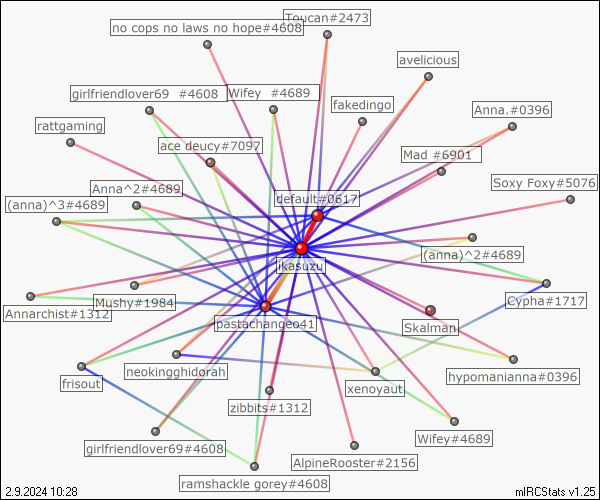 Toucan#2473
no cops no laws no hope#4608
avelicious
girlfriendlover69  #4608
Wifey  #4689
fakedingo
Anna.#0396
rattgaming
ace deucy#7097
Mad #6901
Anna^2#4689
Soxy Foxy#5076
default#0617
(anna)^3#4689
(anna)^2#4689
ikasuzu
Mushy#1984
Cypha#1717
Annarchist#1312
pastachangeo41
Skalman
neokingghidorah
hypomanianna#0396
frisout
xenoyaut
zibbits#1312
Wifey#4689
girlfriendlover69#4608
AlpineRooster#2156
ramshackle gorey#4608
2.9.2024 10:28
mIRCStats v1.25